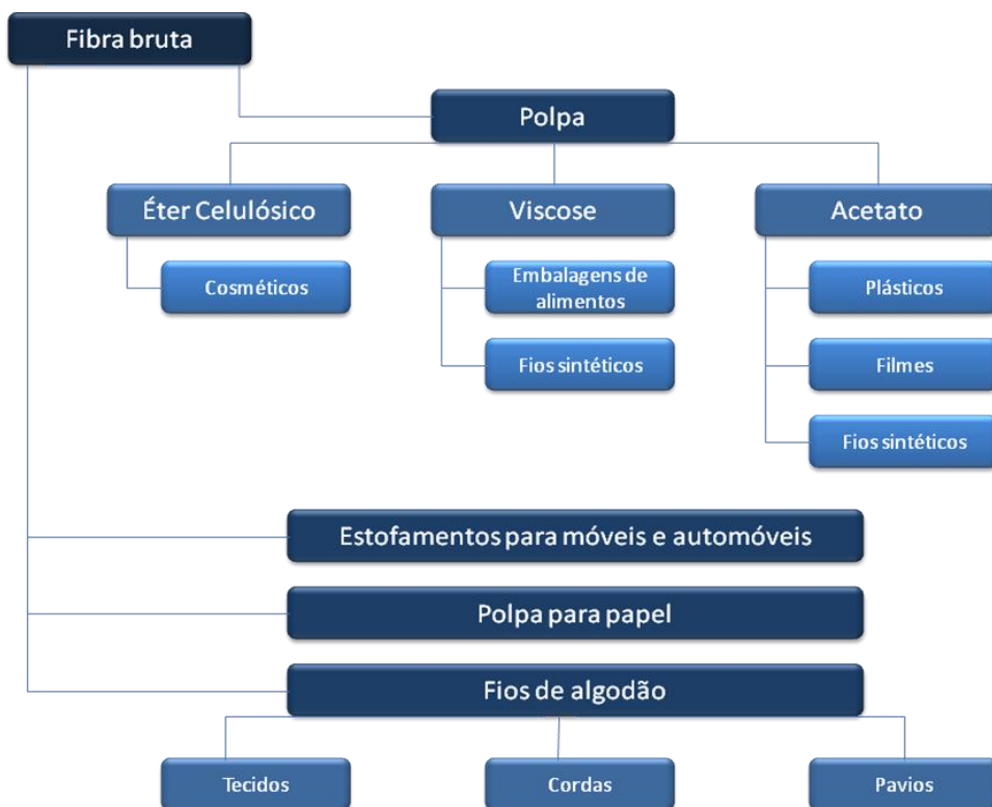 Fibra bruta
Polpa
Éter Celulósico
Viscose
Acetato
Cosméticos
Embalagens de
alimentos
Plásticos
Fios sintéticos
Filmes
Fios sintéticos
Estofamentos para móveis e automóveis
Polpa para papel
Fios de algodão
Tecidos
Cordas
Pavios